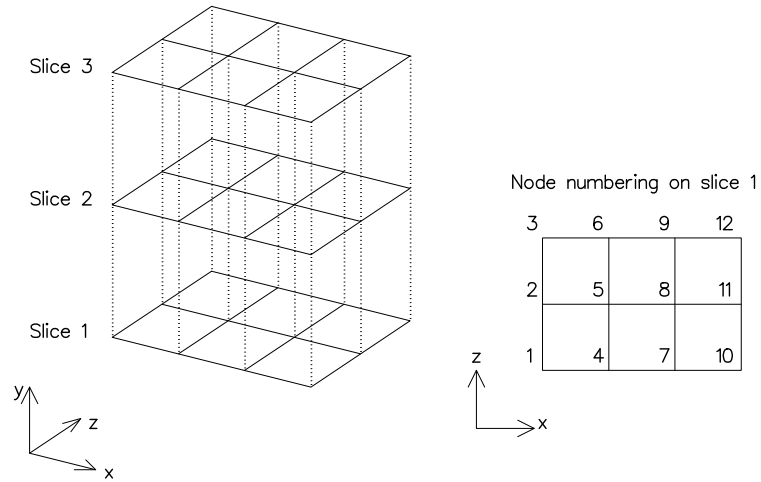 Slice 3
Slice 2
Slice 1
y
z
x
Node numbering on slice 1
3 6 9 12
2 5 8 11
1 4 7 10
z
x